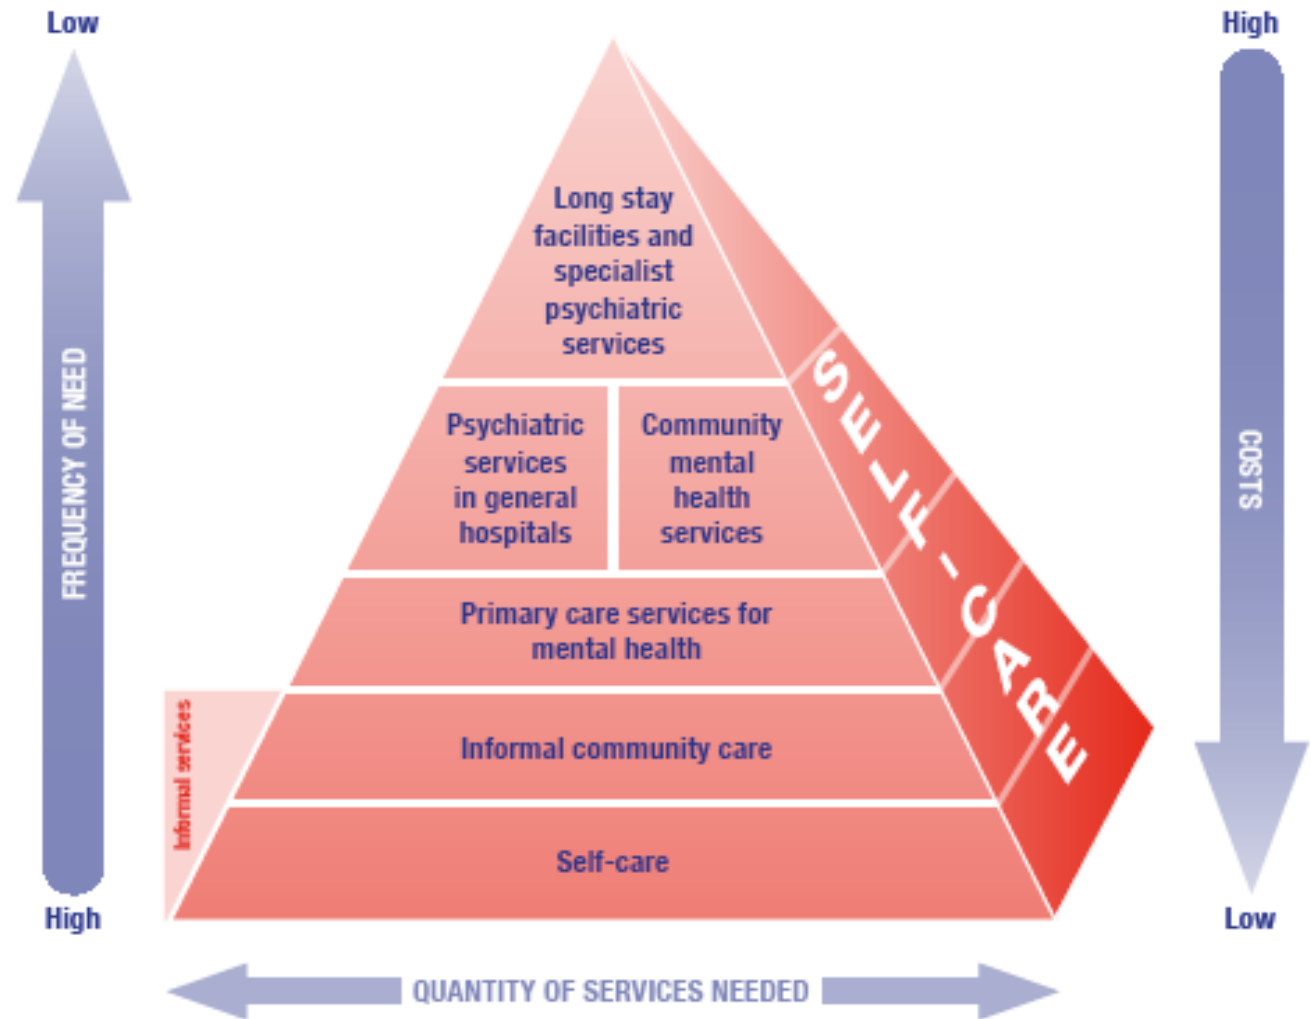 Low
High
Long stay
facilities and
specialist
psychiatric
services
FREQUENCY OF NEED
SELF-CARE
COSTS
Psychiatric
services
in general
hospitals
Community
mental
health
services
Primary care services for
mental health
Informal services
Informal community care
Self-care
High
Low
QUANTITY OF SERVICES NEEDED